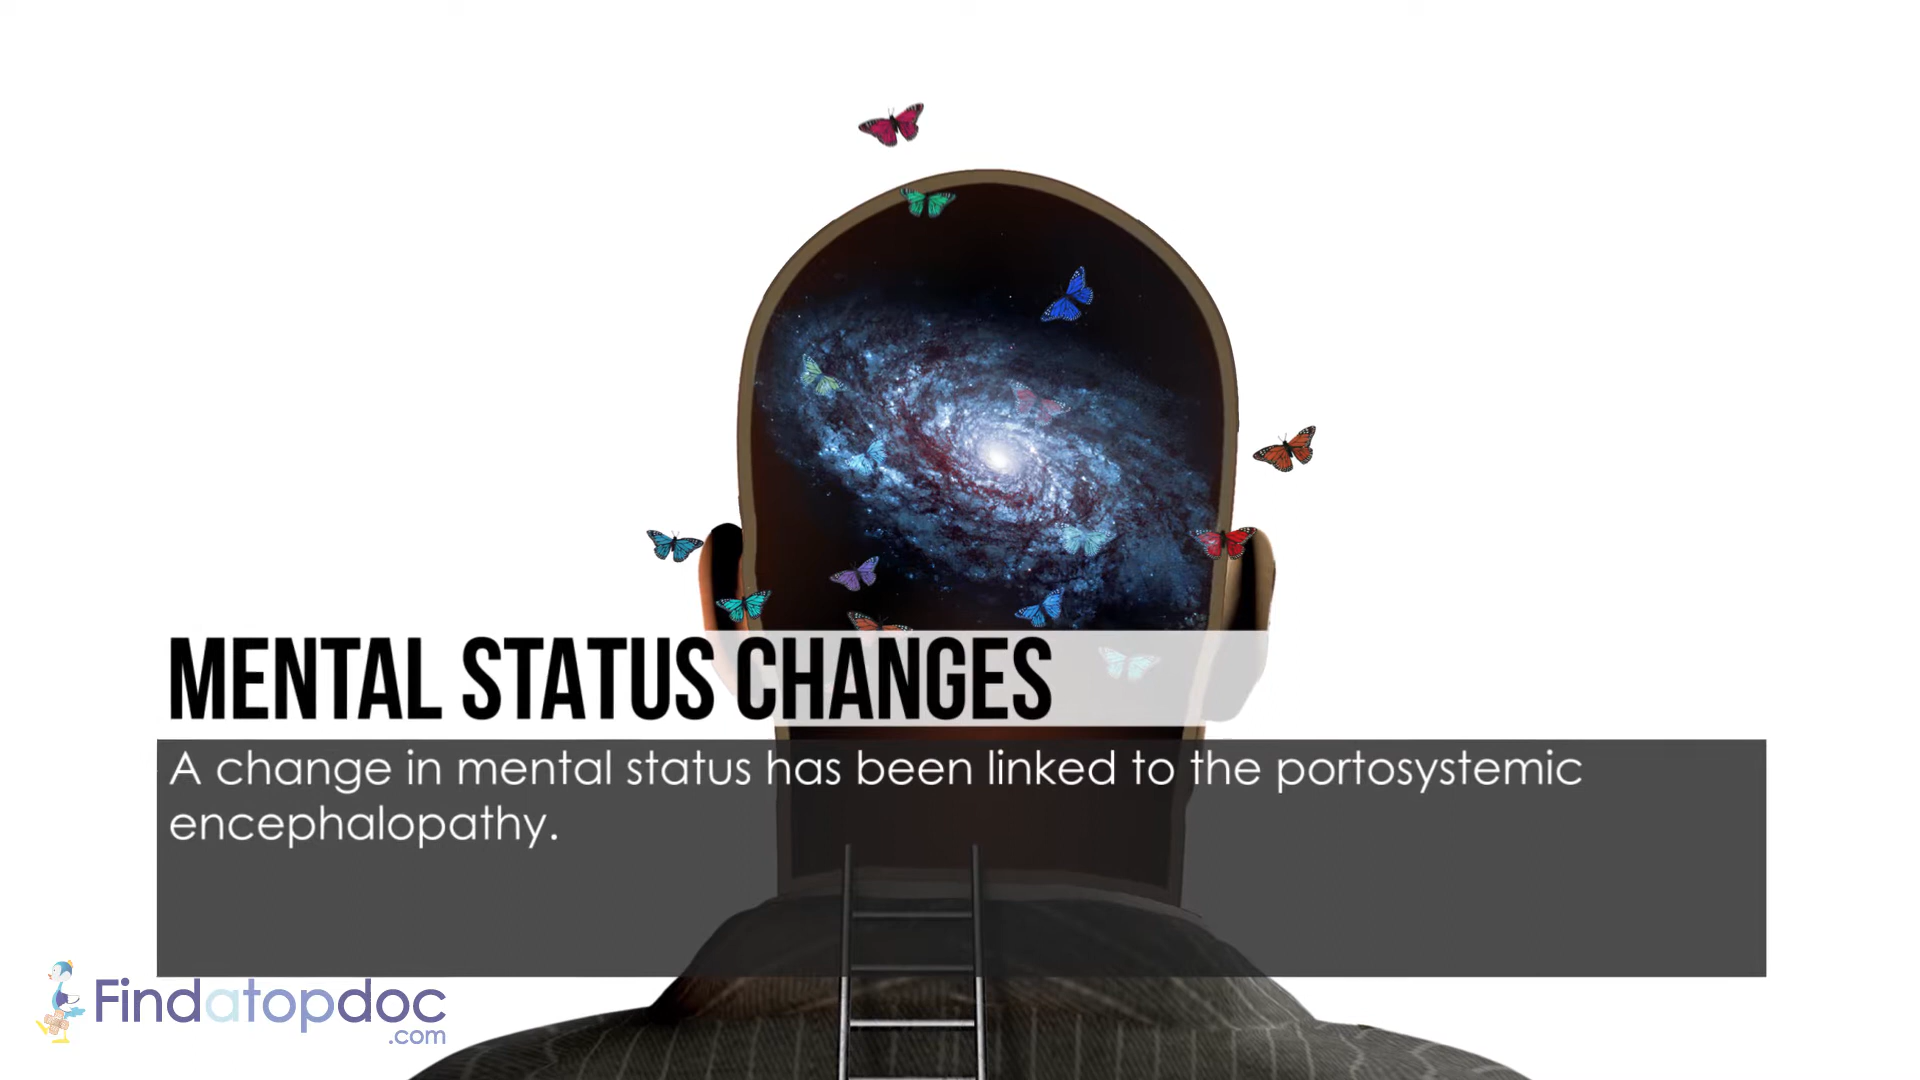 MENTAL STATUS CHANGES
A change in mental status has been linked to the portosystemic
encephalopathy.
Findatopdoc
.com